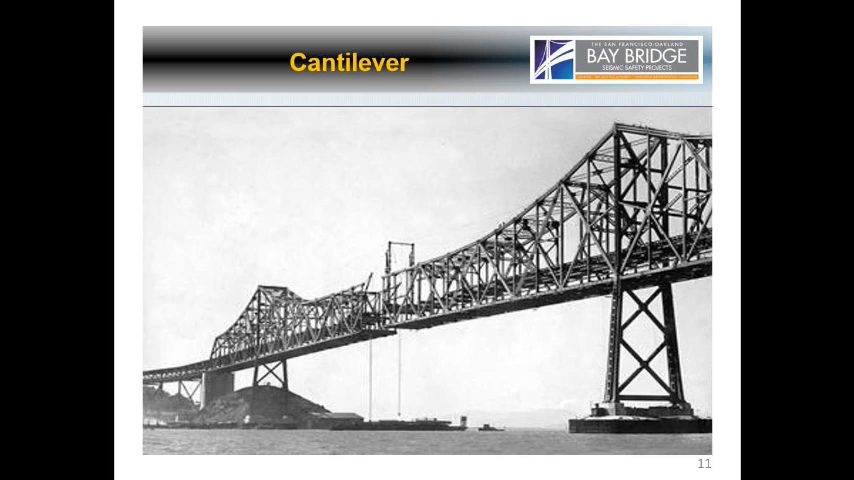 Cantilever
THE SAN FRANCISCO-OAKLAND
BAY BRIDGE
SEISMIC SAFETY PROJECTS
11